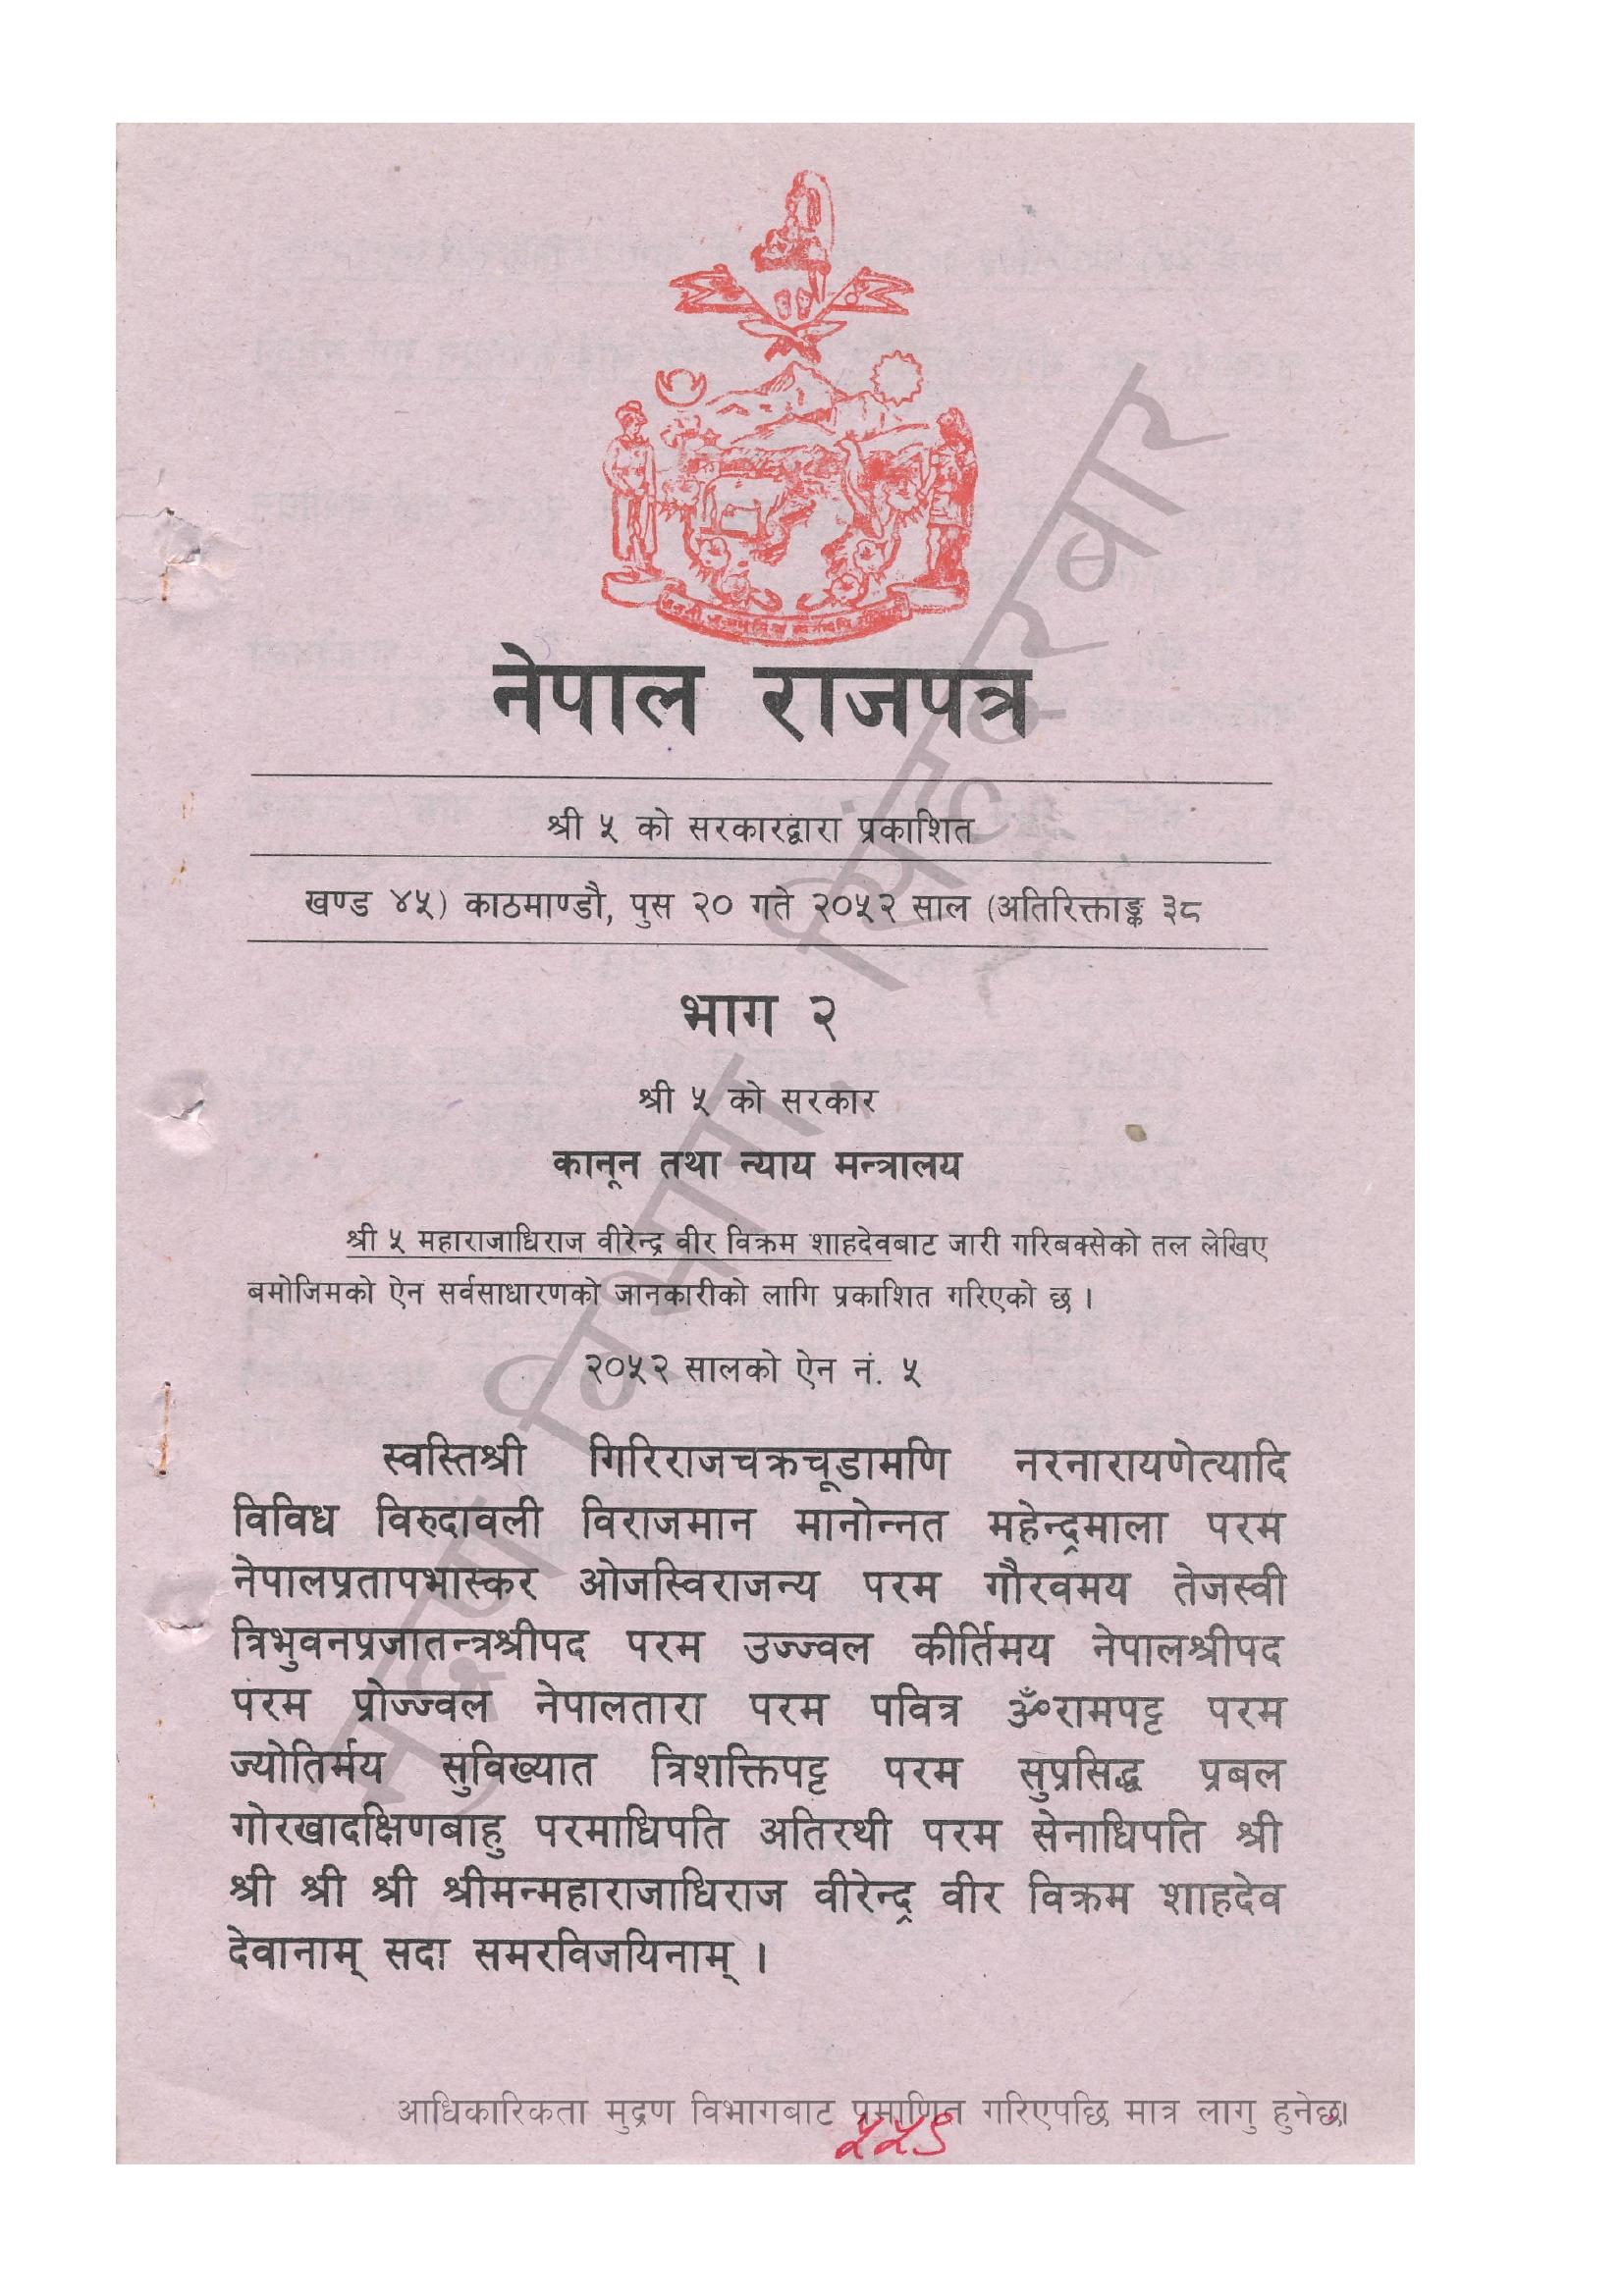 नेपाल राजपत्र
श्री ५ को सरकारद्वारा प्रकाशित
खण्ड ४५) काठमाण्डौ, पुस २० गते २०५२ साल (अतिरिक्ताङ्क ३८
भाग २
श्री ५ को सरकार
कानून तथा न्याय मन्त्रालय
श्री ५ महाराजाधिराज वीरेन्द्र वीर विक्रम शाहदेवबाट जारी गरिबक्सेको तल लेखिए
बमोजिमको ऐन सर्वसाधारणको जानकारीको लागि प्रकाशित गरिएको छ ।
२०५२ सालको ऐन नं. ५
स्वस्तिश्री गिरिराजचक्रचूडामणि नरनारायणेत्यादि
विविध विरुदावली विराजमान मानोन्नत महेन्द्रमाला परम
नेपालप्रतापभास्कर ओजस्विराजन्य परम गौरवमय तेजस्वी
त्रिभुवनप्रजातन्त्रश्रीपद परम उज्ज्वल कीर्तिमय नेपालश्रीपद
परम प्रोज्ज्वल नेपालतारा परम पवित्र ॐरामपट्ट परम
ज्योतिर्मय सुविख्यात त्रिशक्तिपट्ट परम सुप्रसिद्ध प्रबल
गोरखादक्षिणबाहु परमाधिपति अतिरथी परम सेनाधिपति श्री
श्री श्री श्री श्रीमन्महाराजाधिराज वीरेन्द्र वीर विक्रम शाहदेव
देवानाम् सदा समरविजयिनाम् ।
मुद्रण विभाग, सिंहदरबार
आधिकारिकता मुद्रण विभागबाट प्रमाणित गरिएपछि मात्र लागु हुनेछ।
५५९